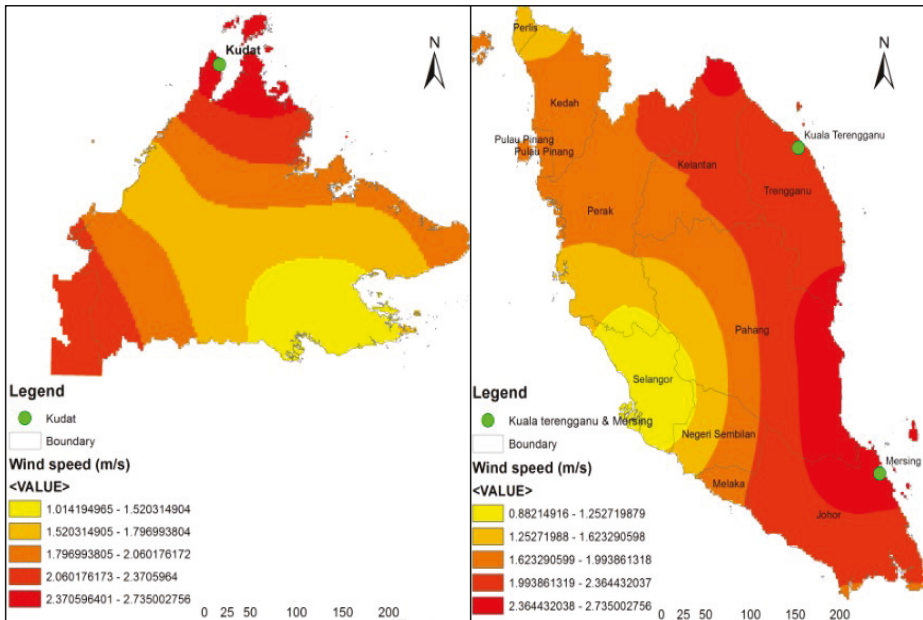 Kudat
N
Legend
Kudat
Boundary
Wind speed (m/s)
<VALUE>
1.014194965 - 1.520314904
1.520314905 - 1.796993804
1.796993805 - 2.060176172
2.060176173 - 2.3705964
2.370596401 - 2.735002756
0 25 50 100 150 200
Perlis
N
Kedah
Pulau Pinang
Pulau Pinang
Kuala Terengganu
Kelantan
Trengganu
Perak
Pahang
Selangor
Negeri Sembilan
Melaka
Mersing
Johor
Legend
Kuala terengganu & Mersing
Boundary
Wind speed (m/s)
<VALUE>
0.88214916 - 1.252719879
1.25271988 - 1.623290598
1.623290599 - 1.993861318
1.993861319 - 2.364432037
2.364432038 - 2.735002756
0 25 50 100 150 200